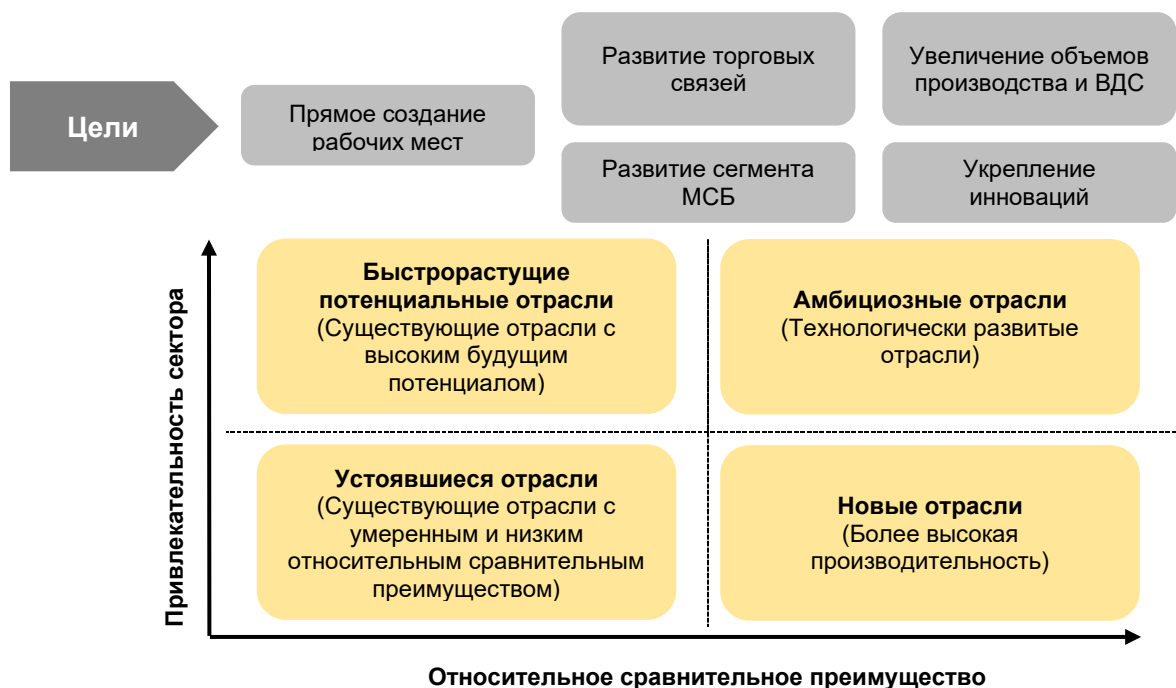 Цели
Прямое создание
рабочих мест
Развитие торговых
связей
Увеличение объемов
производства и ВДС
Развитие сегмента
МСБ
Укрепление
инноваций
Привлекательность сектора
Быстрорастущие
потенциальные отрасли
(Существующие отрасли с
высоким будущим
потенциалом)
Амбициозные отрасли
(Технологически развитые
отрасли)
Устоявшиеся отрасли
(Существующие отрасли с
умеренным и низким
относительным сравнительным
преимуществом)
Новые отрасли
(Более высокая
производительность)
Относительное сравнительное преимущество